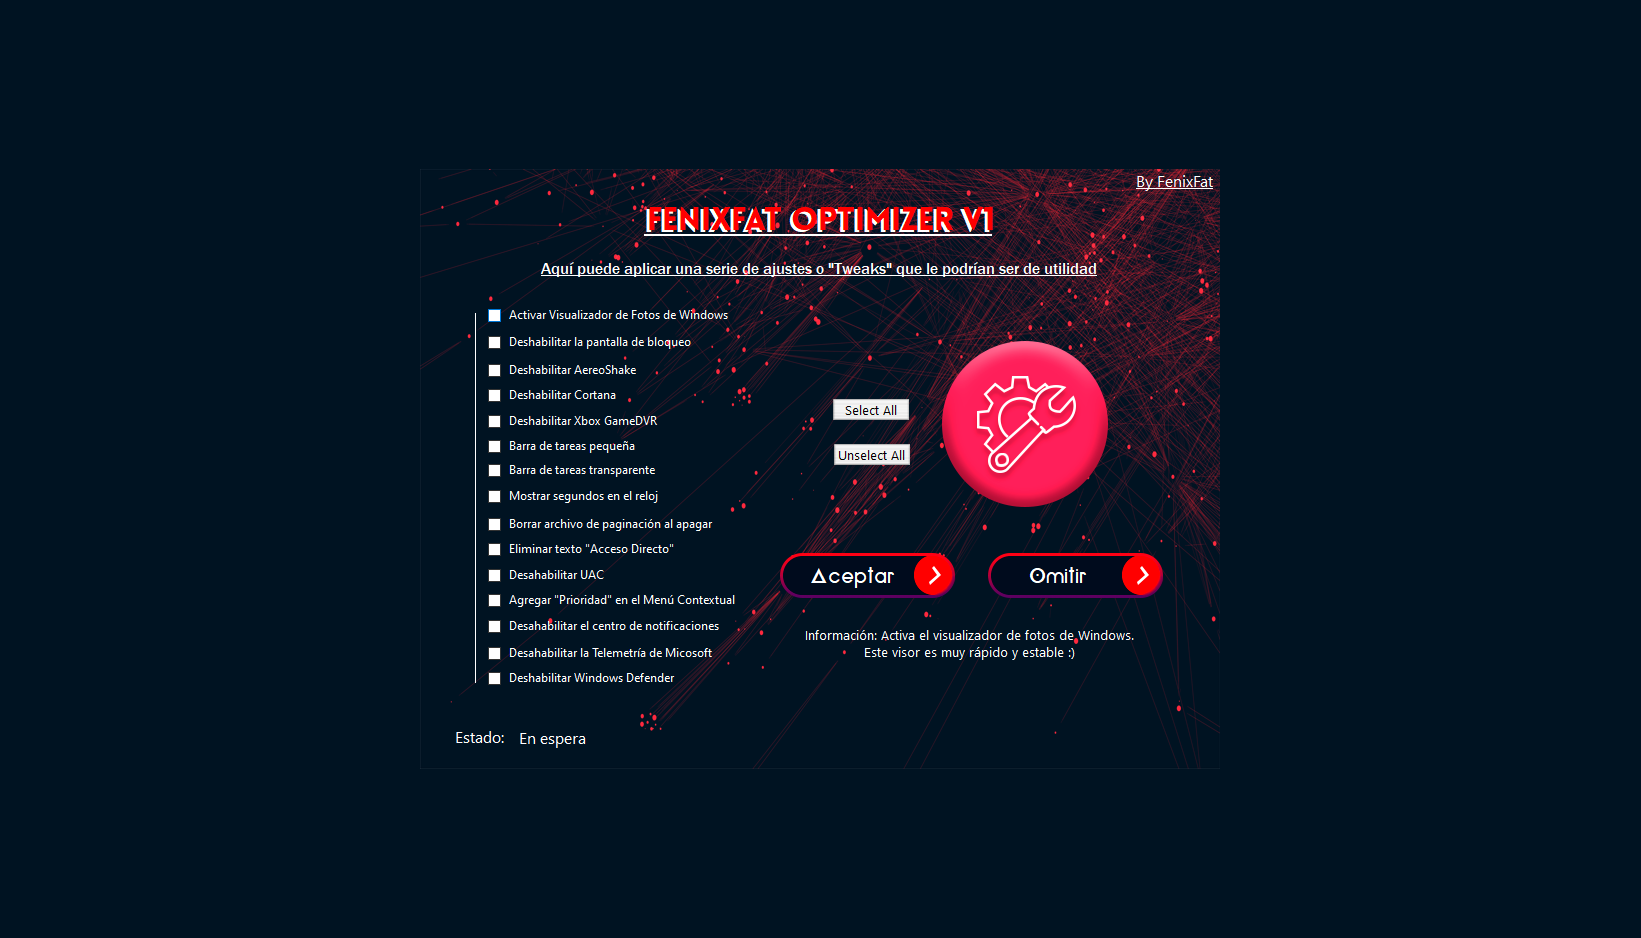 By FenixFat
FENIXFAT OPTIMIZER V1
Aquí puede aplicar una serie de ajustes o "Tweaks" que le podrían ser de utilidad
Activar Visualizador de Fotos de Windows
Deshabilitar la pantalla de bloqueo
Deshabilitar AereoShake
Deshabilitar Cortana
Deshabilitar Xbox GameDVR
Barra de tareas pequeña
Barra de tareas transparente
Mostrar segundos en el reloj
Borrar archivo de paginación al apagar
Eliminar texto "Acceso Directo"
Desahabilitar UAC
Agregar "Prioridad" en el Menú Contextual
Desahabilitar el centro de notificaciones
Desahabilitar la Telemetría de Micosoft
Deshabilitar Windows Defender
Select All
Unselect All
Aceptar
Omitir
Información: Activa el visualizador de fotos de Windows.
Este visor es muy rápido y estable :)
Estado: En espera